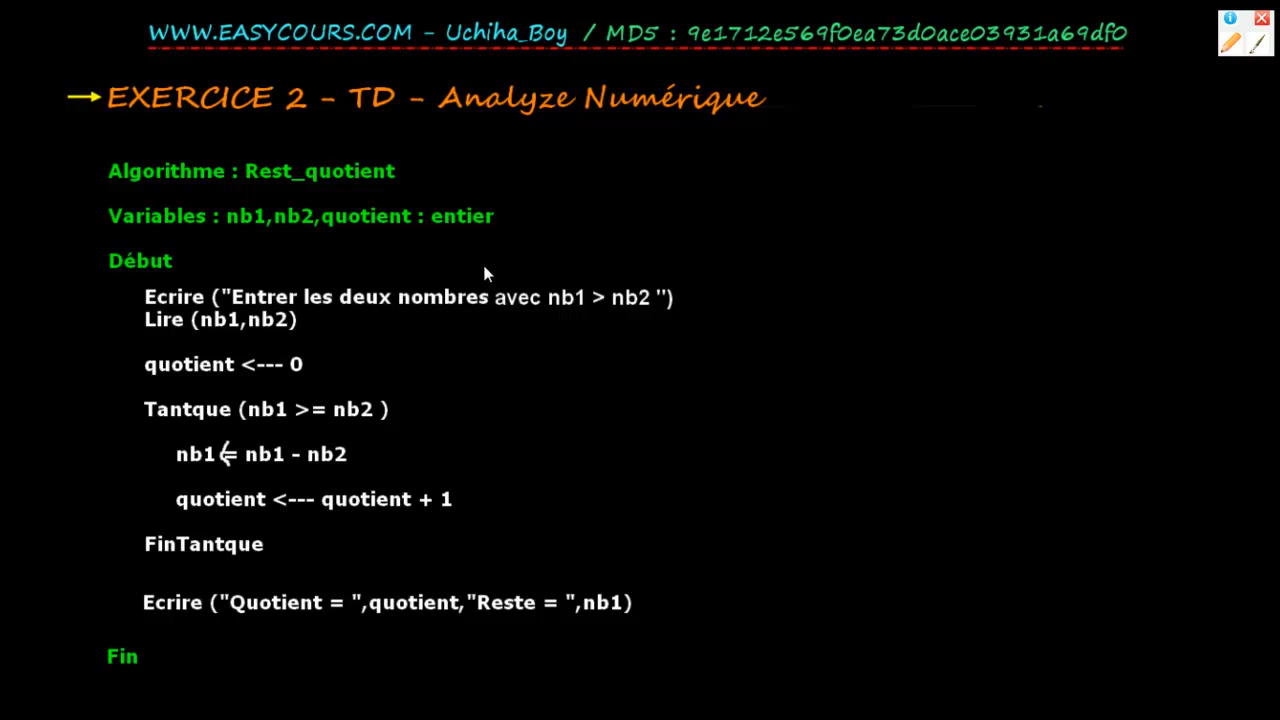 WWW.EASYCOURS.COM - Uchiha_Boy / MD5 : 9e1712e569f0ea73d0ace03931a69df0
EXERCICE 2 - TD - Analyze Numérique
Algorithme : Rest_quotient
Variables : nb1,nb2,quotient : entier
Début
Ecrire ("Entrer les deux nombres avec nb1 > nb2 ")
Lire (nb1,nb2)
quotient <--- 0
Tantque (nb1 >= nb2 )
nb1 <= nb1 - nb2
quotient <--- quotient + 1
FinTantque
Ecrire ("Quotient = ",quotient,"Reste = ",nb1)
Fin